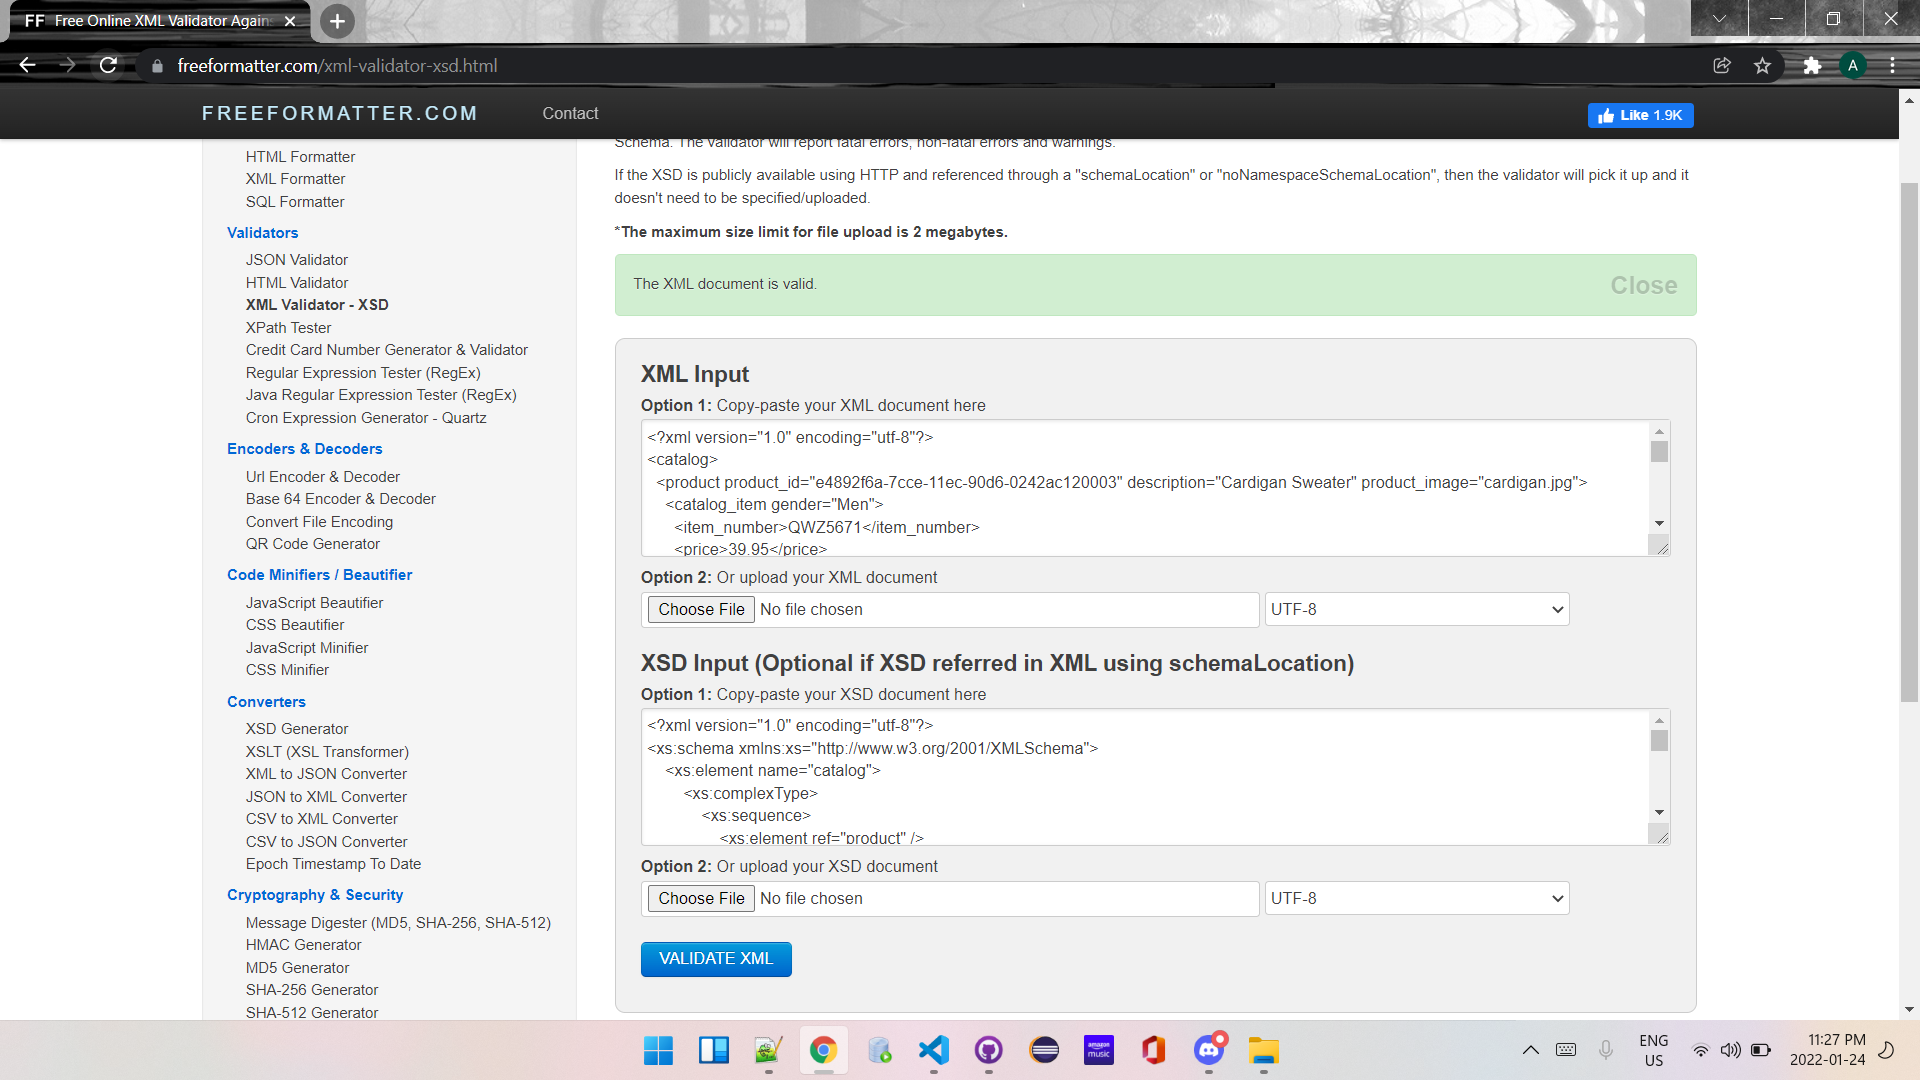 FF Free Online XML Validator Again
freeformatter.com/xml-validator-xsd.html
A
FREEFORMATTER.COM
Contact
Like 1.9K
HTML Formatter
XML Formatter
SQL Formatter
Validators
JSON Validator
HTML Validator
XML Validator - XSD
XPath Tester
Credit Card Number Generator & Validator
Regular Expression Tester (RegEx)
Java Regular Expression Tester (RegEx)
Cron Expression Generator - Quartz
Encoders & Decoders
Url Encoder & Decoder
Base 64 Encoder & Decoder
Convert File Encoding
QR Code Generator
Code Minifiers / Beautifier
JavaScript Beautifier
CSS Beautifier
JavaScript Minifier
CSS Minifier
Converters
XSD Generator
XSLT (XSL Transformer)
XML to JSON Converter
JSON to XML Converter
CSV to XML Converter
CSV to JSON Converter
Epoch Timestamp To Date
Cryptography & Security
Message Digester (MD5, SHA-256, SHA-512)
HMAC Generator
MD5 Generator
SHA-256 Generator
SHA-512 Generator
Schema. The validator will report fatal errors, non-fatal errors and warnings.
If the XSD is publicly available using HTTP and referenced through a "schemaLocation" or "noNamespaceSchemaLocation", then the validator will pick it up and it
doesn't need to be specified/uploaded.
*The maximum size limit for file upload is 2 megabytes.
The XML document is valid.
Close
XML Input
Option 1: Copy-paste your XML document here
<?xml version="1.0" encoding="utf-8"?>
<catalog>
<product product_id="e4892f6a-7cce-11ec-90d6-0242ac120003" description="Cardigan Sweater" product_image="cardigan.jpg">
<catalog_item gender="Men">
<item_number>QWZ5671</item_number>
<price>39.95</price>
Option 2: Or upload your XML document
Choose File No file chosen
UTF-8
XSD Input (Optional if XSD referred in XML using schemaLocation)
Option 1: Copy-paste your XSD document here
<?xml version="1.0" encoding="utf-8"?>
<xs:schema xmlns:xs="http://www.w3.org/2001/XMLSchema">
<xs:element name="catalog">
<xs:complexType>
<xs:sequence>
<xs:element ref="product" />
Option 2: Or upload your XSD document
Choose File No file chosen
UTF-8
VALIDATE XML
amazon
music
ENG
US
11:27 PM
2022-01-24